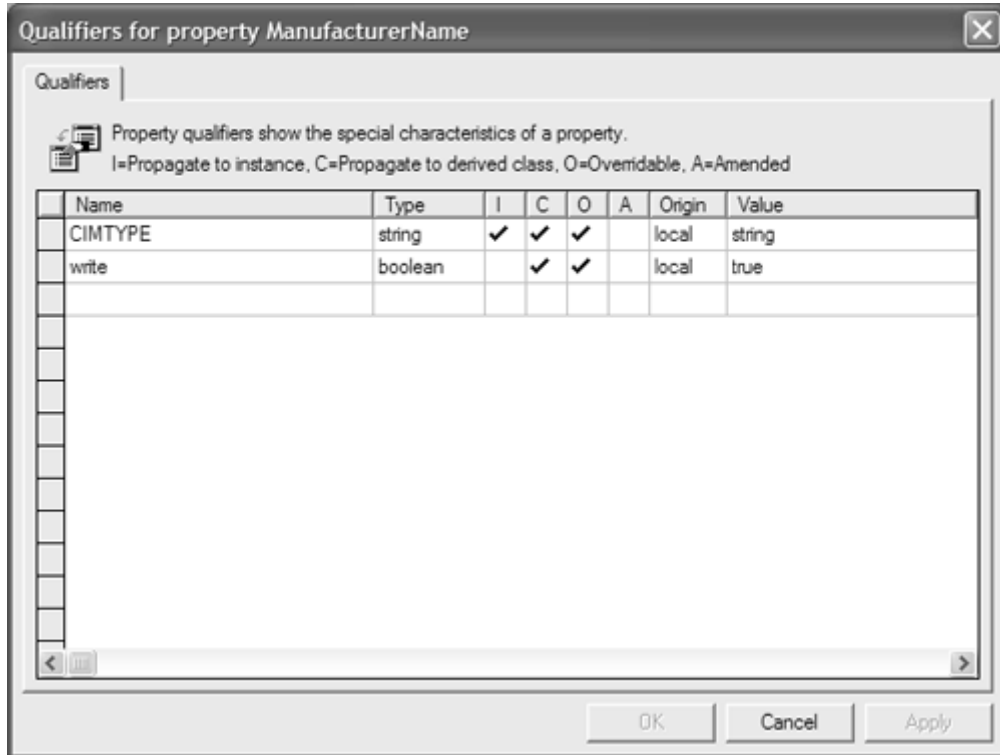 Qualifiers for property ManufacturerName
Qualifiers
Property qualifiers show the special characteristics of a property.
I=Propagate to instance, C=Propagate to derived class, O=Overridable, A=Amended
Name Type I C O A Origin Value
CIMTYPE string ✓ ✓ ✓ local string
write boolean ✓ ✓ local true
OK Cancel Apply